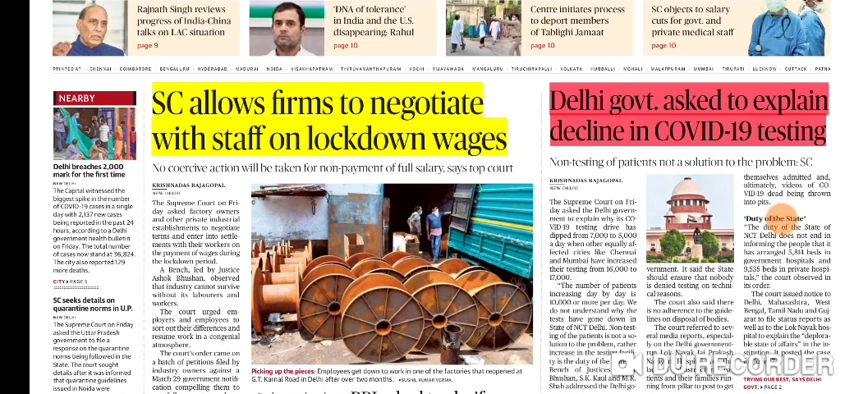 Rajnath Singh reviews
progress of India-China
talks on LAC situation
page 9
'DNA of tolerance'
in India and the U.S.
disappearing: Rahul
page 10
Centre initiates process
to deport members
of Tablighi Jamaat
page 10
SC objects to salary
cuts for govt. and
private medical staff
page 10
PRINTED AT · CHENNAI · COIMBATORE · BENGALURU · HYDERABAD · MADURAI · NOIDA · VISAKHAPATNAM · THIRUVANANTHAPURAM · KOCHI · VIJAYAWADA · MANGALURU · TIRUCHIRAPALLI · KOLKATA · HUBBALLI · MOHALI · MALAPPURAM · MUMBAI · TIRUPATI · LUCKNOW · CUTTACK · PATNA
NEARBY
Delhi breaches 2,000
mark for the first time
NEW DELHI
The Capital witnessed the
biggest spike in the number
of COVID-19 cases in a single
day with 2,137 new cases
being reported in the past 24
hours, according to a Delhi
government health bulletin
on Friday. The total number
of cases now stand at 36,824.
The city also reported 129
more deaths.
CITY ▸ PAGE 3
SC seeks details on
quarantine norms in U.P.
NEW DELHI
The Supreme Court on Friday
asked the Uttar Pradesh
government to file a
response on the quarantine
norms being followed in the
State. The court sought
details after it was informed
that quarantine guidelines
issued in Noida were
SC allows firms to negotiate
with staff on lockdown wages
No coercive action will be taken for non-payment of full salary, says top court
KRISHNADAS RAJAGOPAL
NEW DELHI
The Supreme Court on Fri-
day asked factory owners
and other private industrial
establishments to negotiate
terms and enter into settle-
ments with their workers on
the payment of wages during
the lockdown period.
A Bench, led by Justice
Ashok Bhushan, observed
that industry cannot survive
without its labourers and
workers.
The court urged em-
ployers and employees to
sort out their differences and
resume work in a congenial
atmosphere.
The court's order came on
a batch of petitions filed by
industry owners against a
March 29 government notifi-
cation compelling them to
Picking up the pieces: Employees get down to work in one of the factories that reopened at
G.T. Karnal Road in Delhi after over two months. ▪ SUSHIL KUMAR VERMA
Delhi govt. asked to explain
decline in COVID-19 testing
Non-testing of patients not a solution to the problem: SC
KRISHNADAS RAJAGOPAL
NEW DELHI
The Supreme Court on Fri-
day asked the Delhi govern-
ment to explain why its CO-
VID-19 testing drive has
dipped from 7,000 to 5,000
a day when other equally af-
fected cities like Chennai
and Mumbai have increased
their testing from 16,000 to
17,000.
"The number of patients
increasing day by day is
10,000 or more per day. We
do not understand why the
tests have gone down in
State of NCT Delhi. Non-test-
ing of the patients is not a so-
lution to the problem, rather
increase in the testing facili-
ty is the duty of the
Bench of Justices
Bhushan, S.K. Kaul and M.R.
Shah addressed the Delhi go-
vernment. It said the State
should ensure that nobody
is denied testing on techni-
cal reasons.
The court also said there
is no adherence to the guide-
lines on disposal of bodies.
The court referred to se-
veral media reports, especial-
ly on the Delhi government-
run Lok Nayak Jai Prakash
tients and their families run-
ning from pillar to post to get
themselves admitted and,
ultimately, videos of CO-
VID dead being thrown
into pits.
'Duty of the State'
"The duty of the State of
NCT Delhi does not end in
informing the people that it
has arranged 5,814 beds in
government hospitals and
9,535 beds in private hospi-
tals," the court observed in
its order.
The court issued notice to
Delhi, Maharashtra, West
Bengal, Tamil Nadu and Guj-
arat to file status reports as
well as to the Lok Nayak hos-
pital to explain the "deplora-
ble state of affairs" in the in-
stitution. It posted the case
TRYING OUR BEST, SAYS DELHI
GOVT. ▸ PAGE 2
DU RECORDER